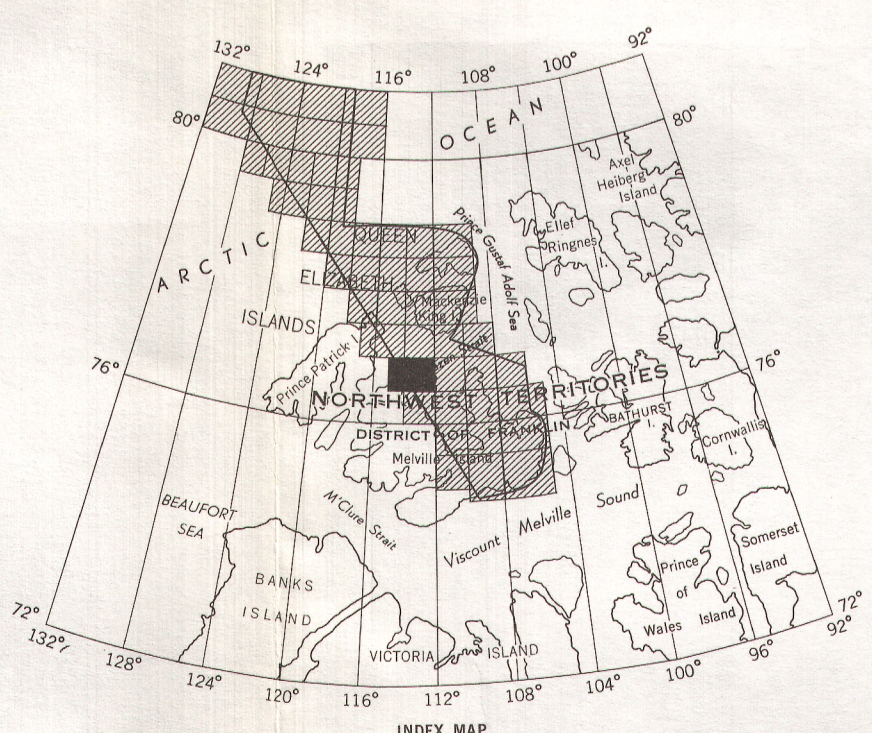 132°
124°
116°
108°
100°
92°
80°
80°
OCEAN
Axel
Heiberg
Island
Prince Gustaf Adolf Sea
Ellef
Ringnes
I.
ARCTIC
QUEEN
ELIZABETH
ISLANDS
Mackenzie
King I.
Prince Patrick I.
76°
76°
NORTHWEST TERRITORIES
DISTRICT OF FRANKLIN
BATHURST
I.
Cornwallis
I.
Melville Island
BEAUFORT
SEA
M'Clure Strait
Viscount Melville Sound
Somerset
Island
Prince
of
Wales Island
BANKS
ISLAND
VICTORIA ISLAND
72°
132°
128°
124°
120°
116°
112°
108°
104°
100°
96°
92°
72°
INDEX MAP